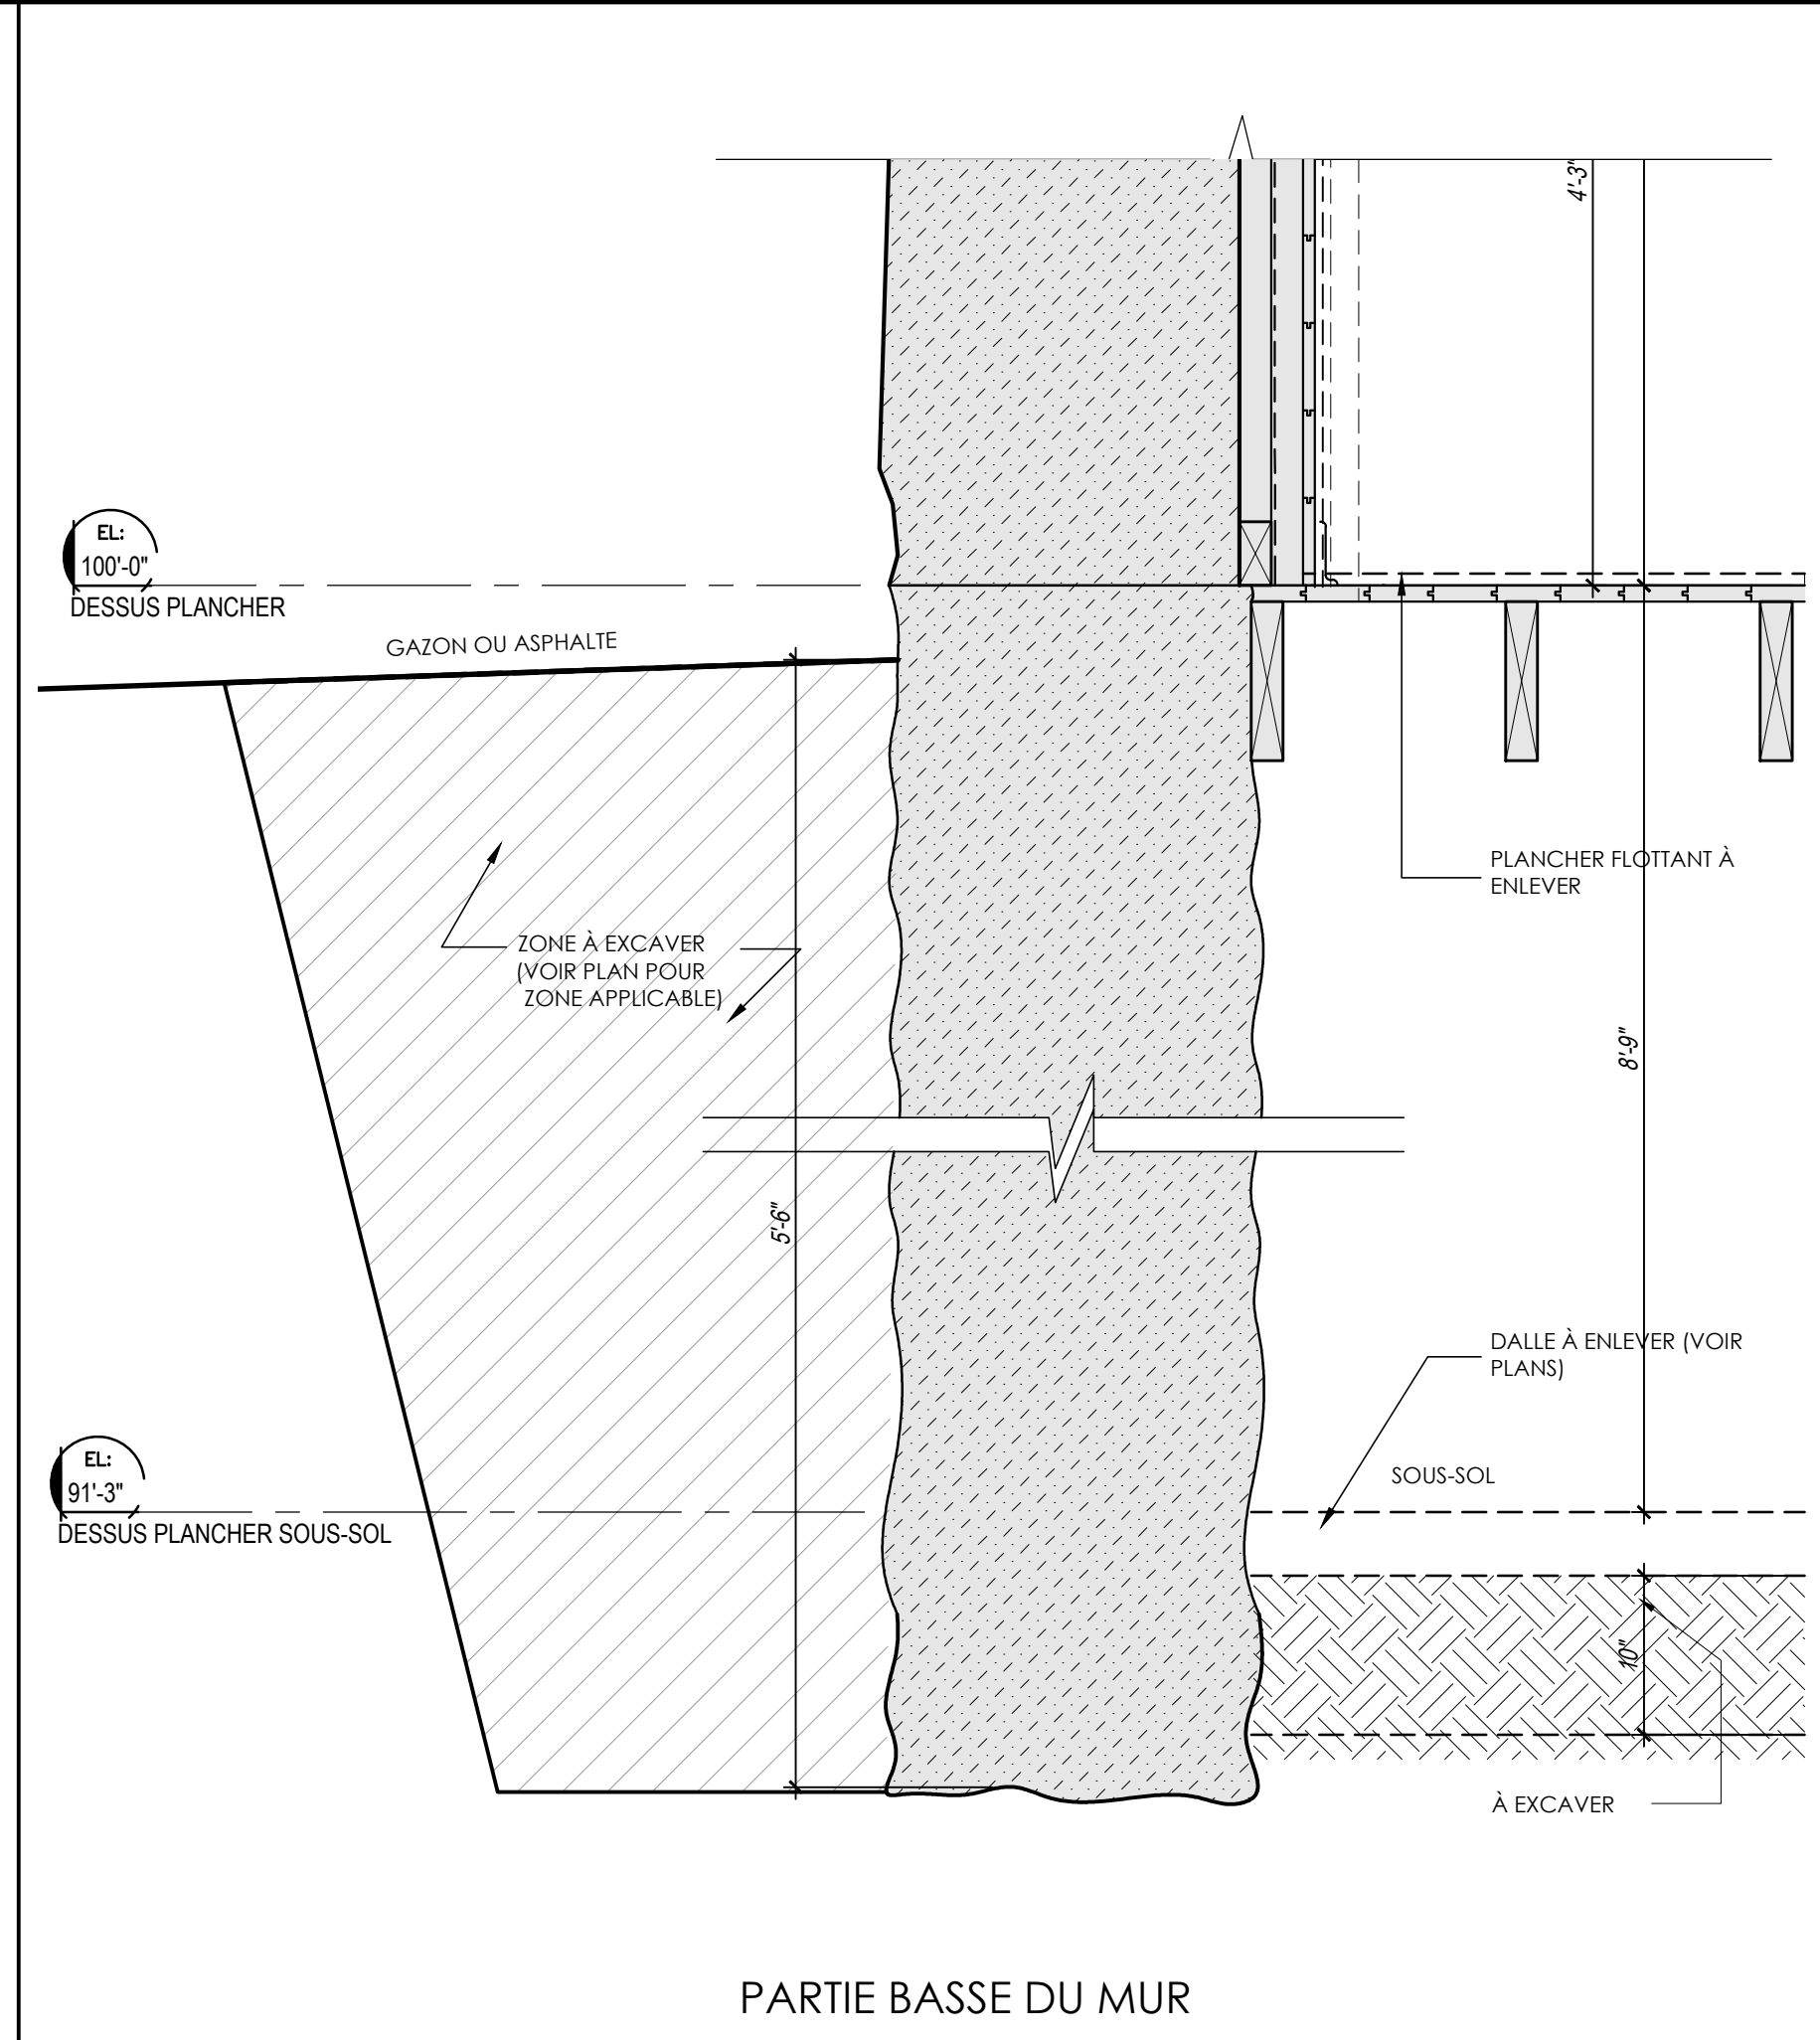 4'-3"
EL:
100'-0"
DESSUS PLANCHER
GAZON OU ASPHALTE
PLANCHER FLOTTANT À
ENLEVER
ZONE À EXCAVER
(VOIR PLAN POUR
ZONE APPLICABLE)
8'-9"
5'-6"
DALLE À ENLEVER (VOIR
PLANS)
EL:
91'-3"
DESSUS PLANCHER SOUS-SOL
SOUS-SOL
10"
À EXCAVER
PARTIE BASSE DU MUR